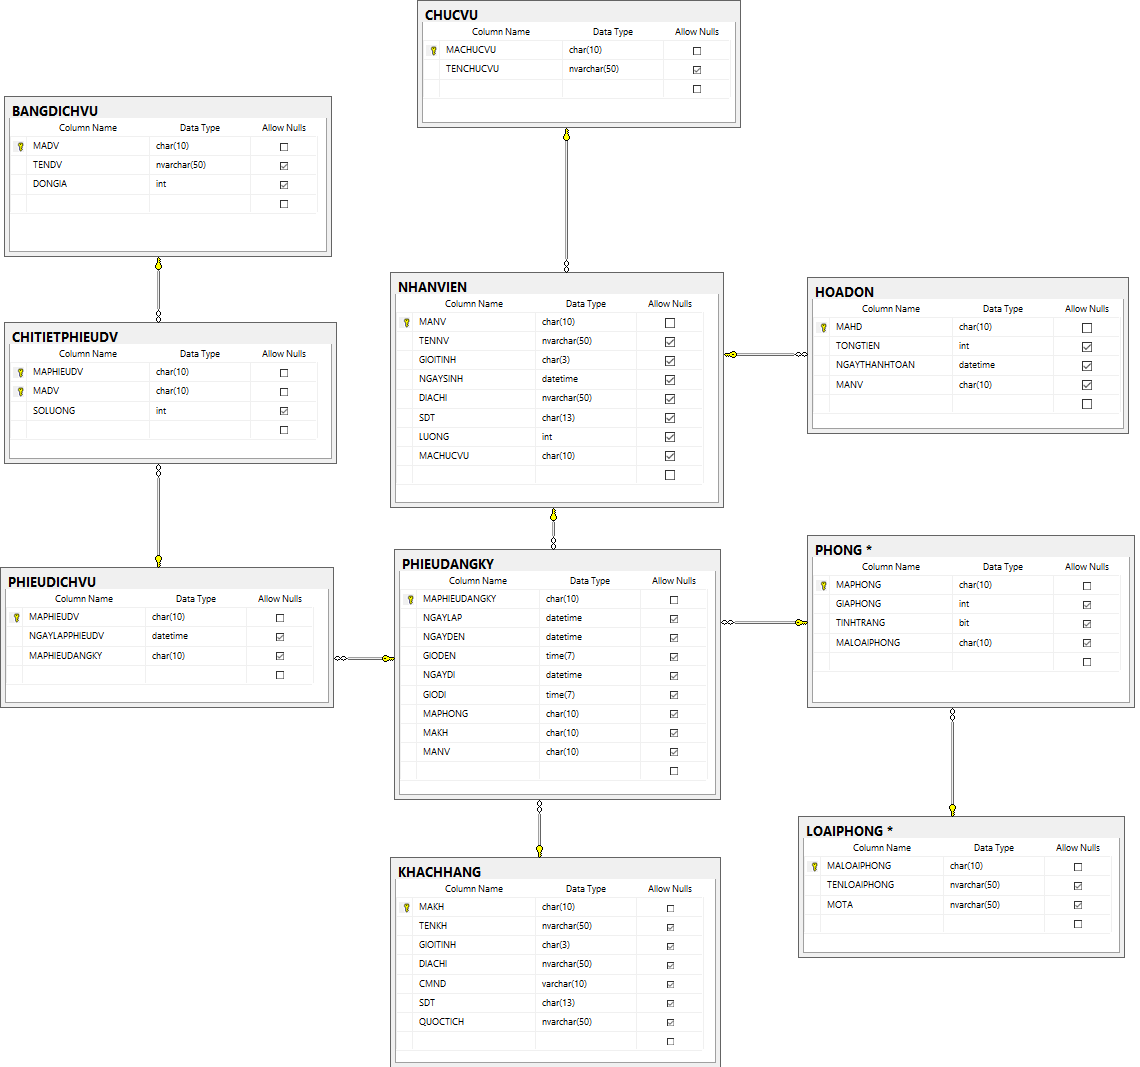 CHUCVU
Column Name Data Type Allow Nulls
MACHUCVU char(10)
TENCHUCVU nvarchar(50)
BANGDICHVU
Column Name Data Type Allow Nulls
MADV char(10)
TENDV nvarchar(50)
DONGIA int
NHANVIEN
Column Name Data Type Allow Nulls
MANV char(10)
TENNV nvarchar(50)
GIOITINH char(3)
NGAYSINH datetime
DIACHI nvarchar(50)
SDT char(13)
LUONG int
MACHUCVU char(10)
HOADON
Column Name Data Type Allow Nulls
MAHD char(10)
TONGTIEN int
NGAYTHANHTOAN datetime
MANV char(10)
CHITIETPHIEUDV
Column Name Data Type Allow Nulls
MAPHIEUDV char(10)
MADV char(10)
SOLUONG int
PHIEUDICHVU
Column Name Data Type Allow Nulls
MAPHIEUDV char(10)
NGAYLAPPHIEUDV datetime
MAPHIEUDANGKY char(10)
PHIEUDANGKY
Column Name Data Type Allow Nulls
MAPHIEUDANGKY char(10)
NGAYLAP datetime
NGAYDEN datetime
GIODEN time(7)
NGAYDI datetime
GIODI time(7)
MAPHONG char(10)
MAKH char(10)
MANV char(10)
PHONG *
Column Name Data Type Allow Nulls
MAPHONG char(10)
GIAPHONG int
TINHTRANG bit
MALOAIPHONG char(10)
LOAIPHONG *
Column Name Data Type Allow Nulls
MALOAIPHONG char(10)
TENLOAIPHONG nvarchar(50)
MOTA nvarchar(50)
KHACHHANG
Column Name Data Type Allow Nulls
MAKH char(10)
TENKH nvarchar(50)
GIOITINH char(3)
DIACHI nvarchar(50)
CMND varchar(10)
SDT char(13)
QUOCTICH nvarchar(50)